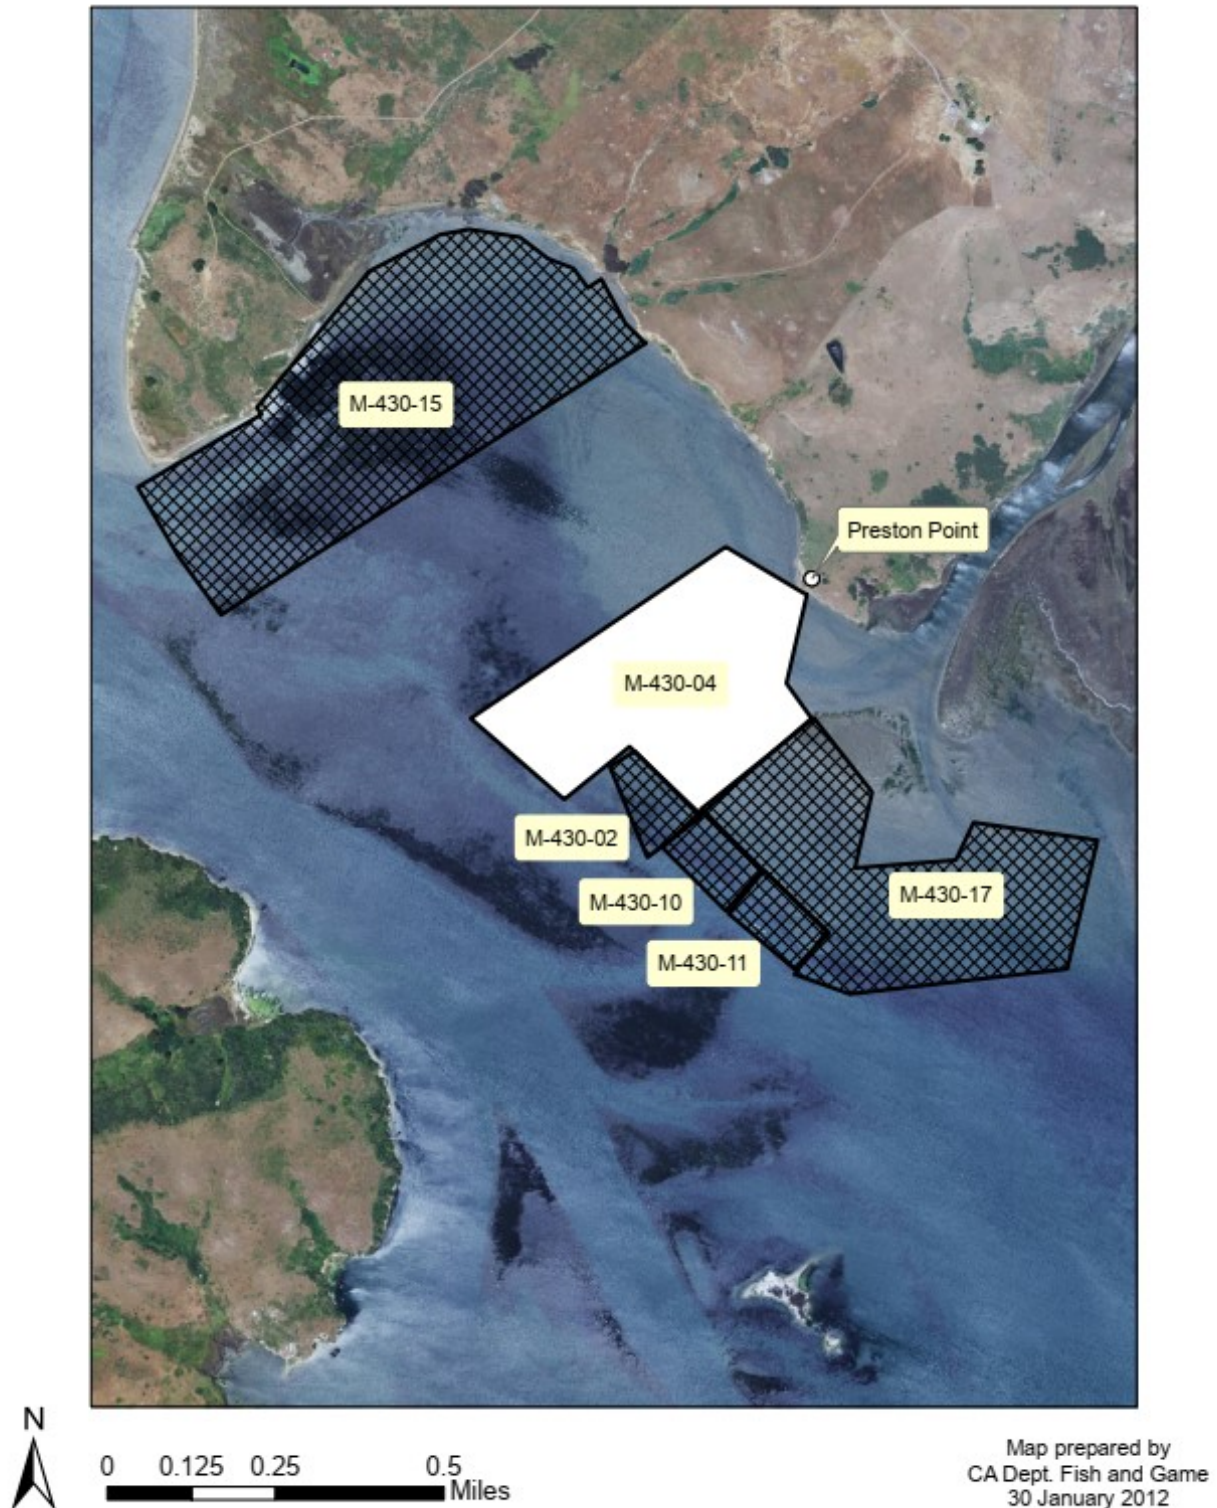 M-430-15
Preston Point
M-430-04
M-430-02
M-430-17
M-430-10
M-430-11
N
0 0.125 0.25 0.5
Miles
Map prepared by
CA Dept. Fish and Game
30 January 2012